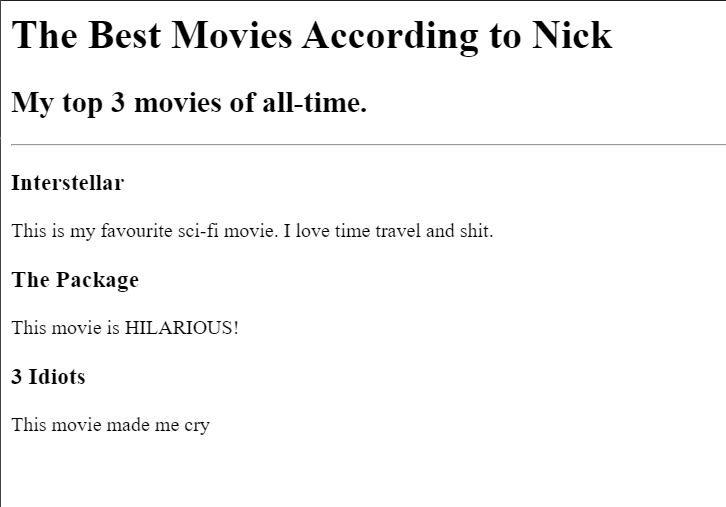 The Best Movies According to Nick
My top 3 movies of all-time.
Interstellar
This is my favourite sci-fi movie. I love time travel and shit.
The Package
This movie is HILARIOUS!
3 Idiots
This movie made me cry